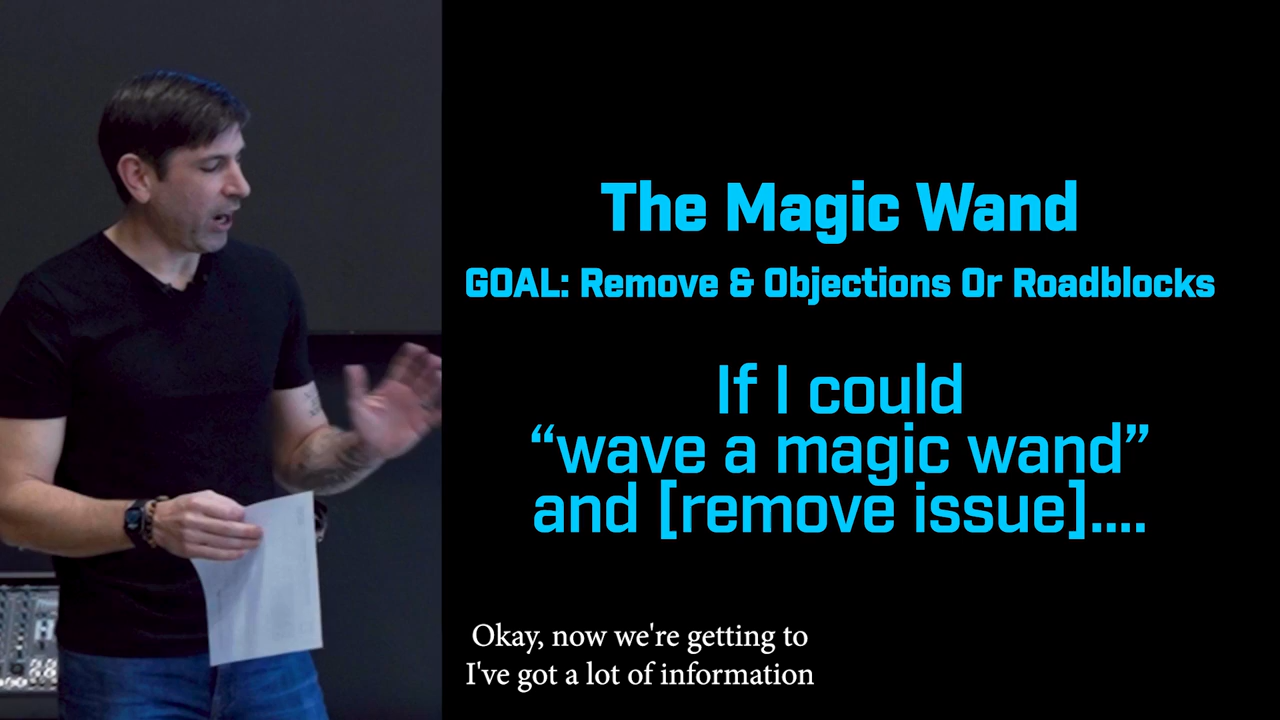 The Magic Wand
GOAL: Remove & Objections Or Roadblocks
If I could
“wave a magic wand”
and [remove issue]....
Okay, now we're getting to
I've got a lot of information